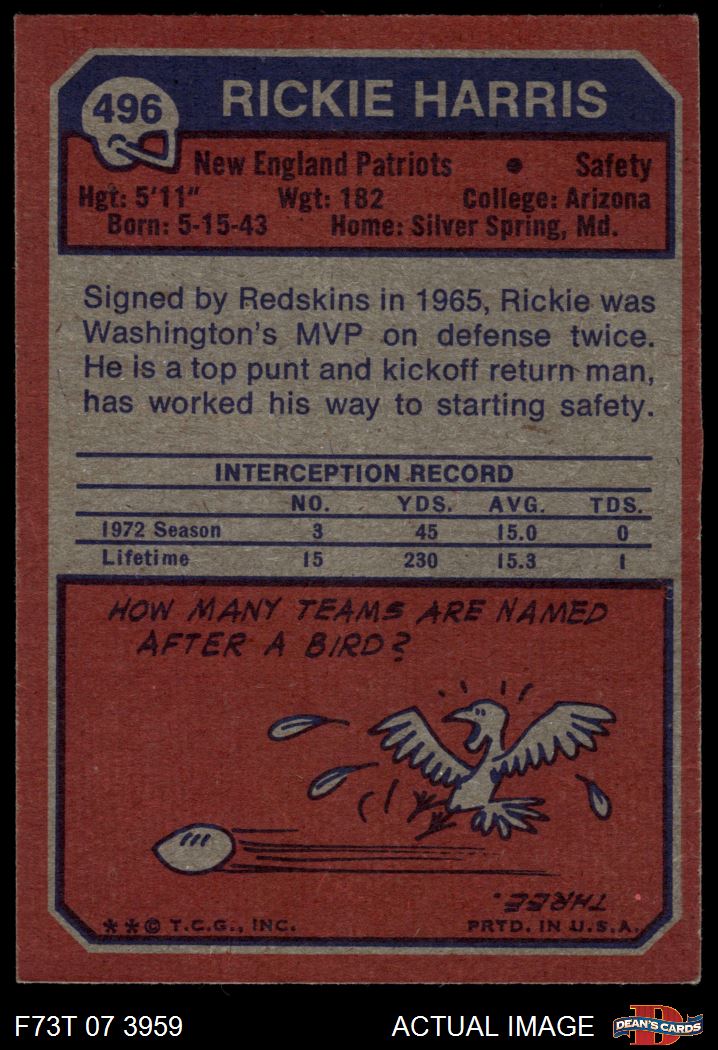 496
RICKIE HARRIS
New England Patriots • Safety
Hgt: 5'11" Wgt: 182 College: Arizona
Born: 5-15-43 Home: Silver Spring, Md.
Signed by Redskins in 1965, Rickie was
Washington's MVP on defense twice.
He is a top punt and kickoff return man,
has worked his way to starting safety.
INTERCEPTION RECORD
NO. YDS. AVG. TDS.
1972 Season 3 45 15.0 0
Lifetime 15 230 15.3 1
HOW MANY TEAMS ARE NAMED
AFTER A BIRD?
THREE.
**© T.C.G., INC. PRTD. IN U.S.A.
F73T 07 3959 ACTUAL IMAGE D DEAN'S CARDS